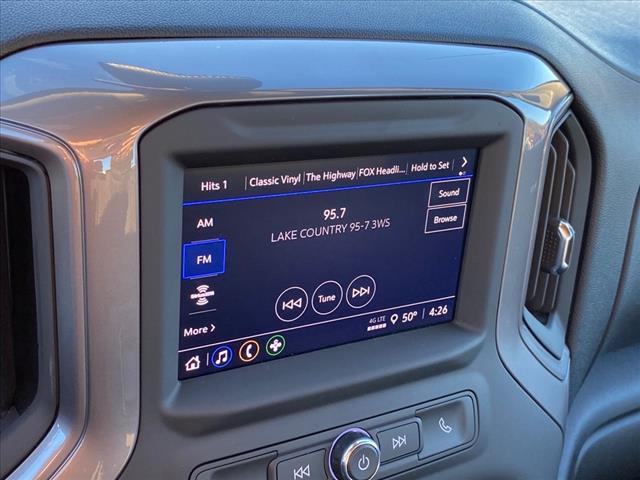 Hits 1 Classic Vinyl The Highway FOX Headli... Hold to Set
AM
95.7
Sound
LAKE COUNTRY 95-7 3WS
Browse
FM
Tune
More
4G LTE 50° 4:26